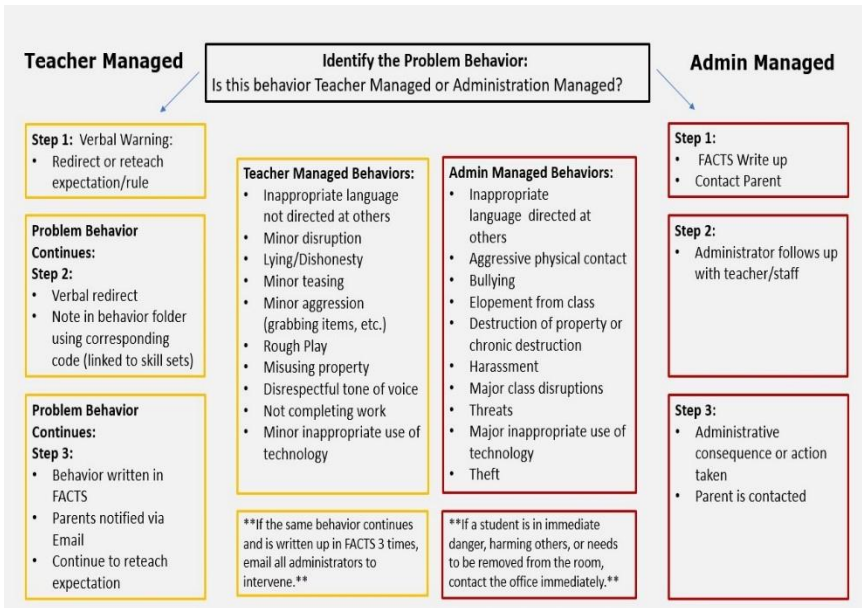 Teacher Managed
Identify the Problem Behavior:
Is this behavior Teacher Managed or Administration Managed?
Admin Managed
Step 1: Verbal Warning:
• Redirect or reteach
expectation/rule
Problem Behavior
Continues:
Step 2:
• Verbal redirect
• Note in behavior folder
using corresponding
code (linked to skill sets)
Problem Behavior
Continues:
Step 3:
• Behavior written in
FACTS
• Parents notified via
Email
• Continue to reteach
expectation
Teacher Managed Behaviors:
• Inappropriate language
not directed at others
• Minor disruption
• Lying/Dishonesty
• Minor teasing
• Minor aggression
(grabbing items, etc.)
• Rough Play
• Misusing property
• Disrespectful tone of voice
• Not completing work
• Minor inappropriate use of
technology
**If the same behavior continues
and is written up in FACTS 3 times,
email all administrators to
intervene.**
Admin Managed Behaviors:
• Inappropriate
language directed at
others
• Aggressive physical contact
• Bullying
• Elopement from class
• Destruction of property or
chronic destruction
• Harassment
• Major class disruptions
• Threats
• Major inappropriate use of
technology
• Theft
**If a student is in immediate
danger, harming others, or needs
to be removed from the room,
contact the office immediately.**
Step 1:
• FACTS Write up
• Contact Parent
Step 2:
• Administrator follows up
with teacher/staff
Step 3:
• Administrative
consequence or action
taken
• Parent is contacted